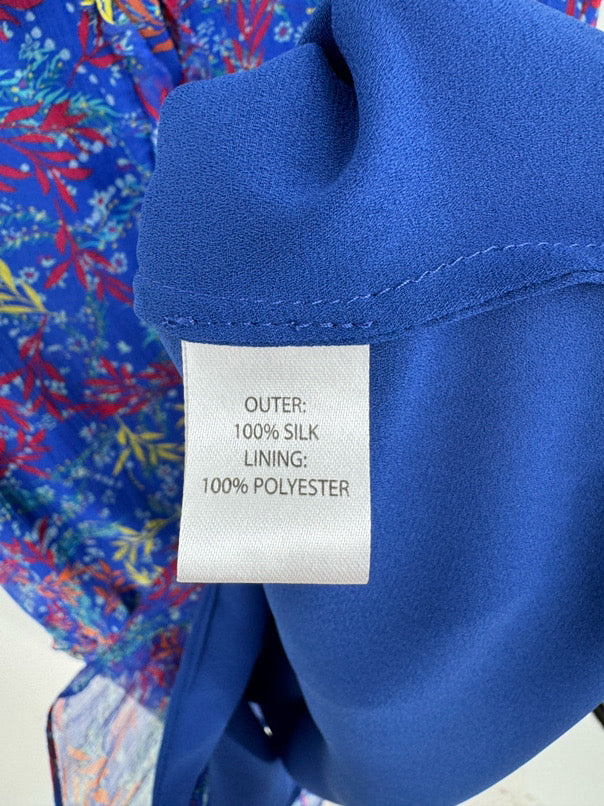 OUTER:
100% SILK
LINING:
100% POLYESTER